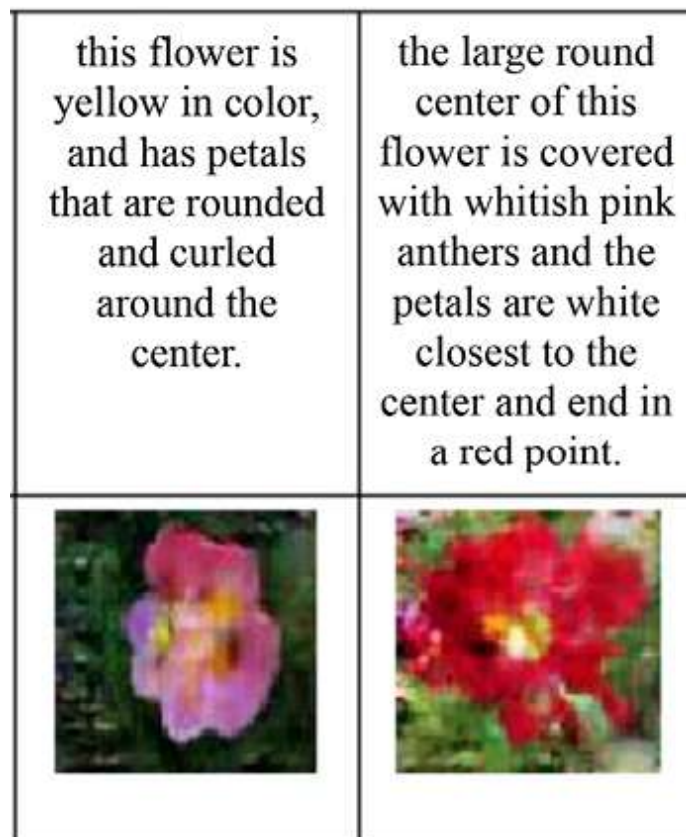 this flower is
yellow in color,
and has petals
that are rounded
and curled
around the
center.
the large round
center of this
flower is covered
with whitish pink
anthers and the
petals are white
closest to the
center and end in
a red point.